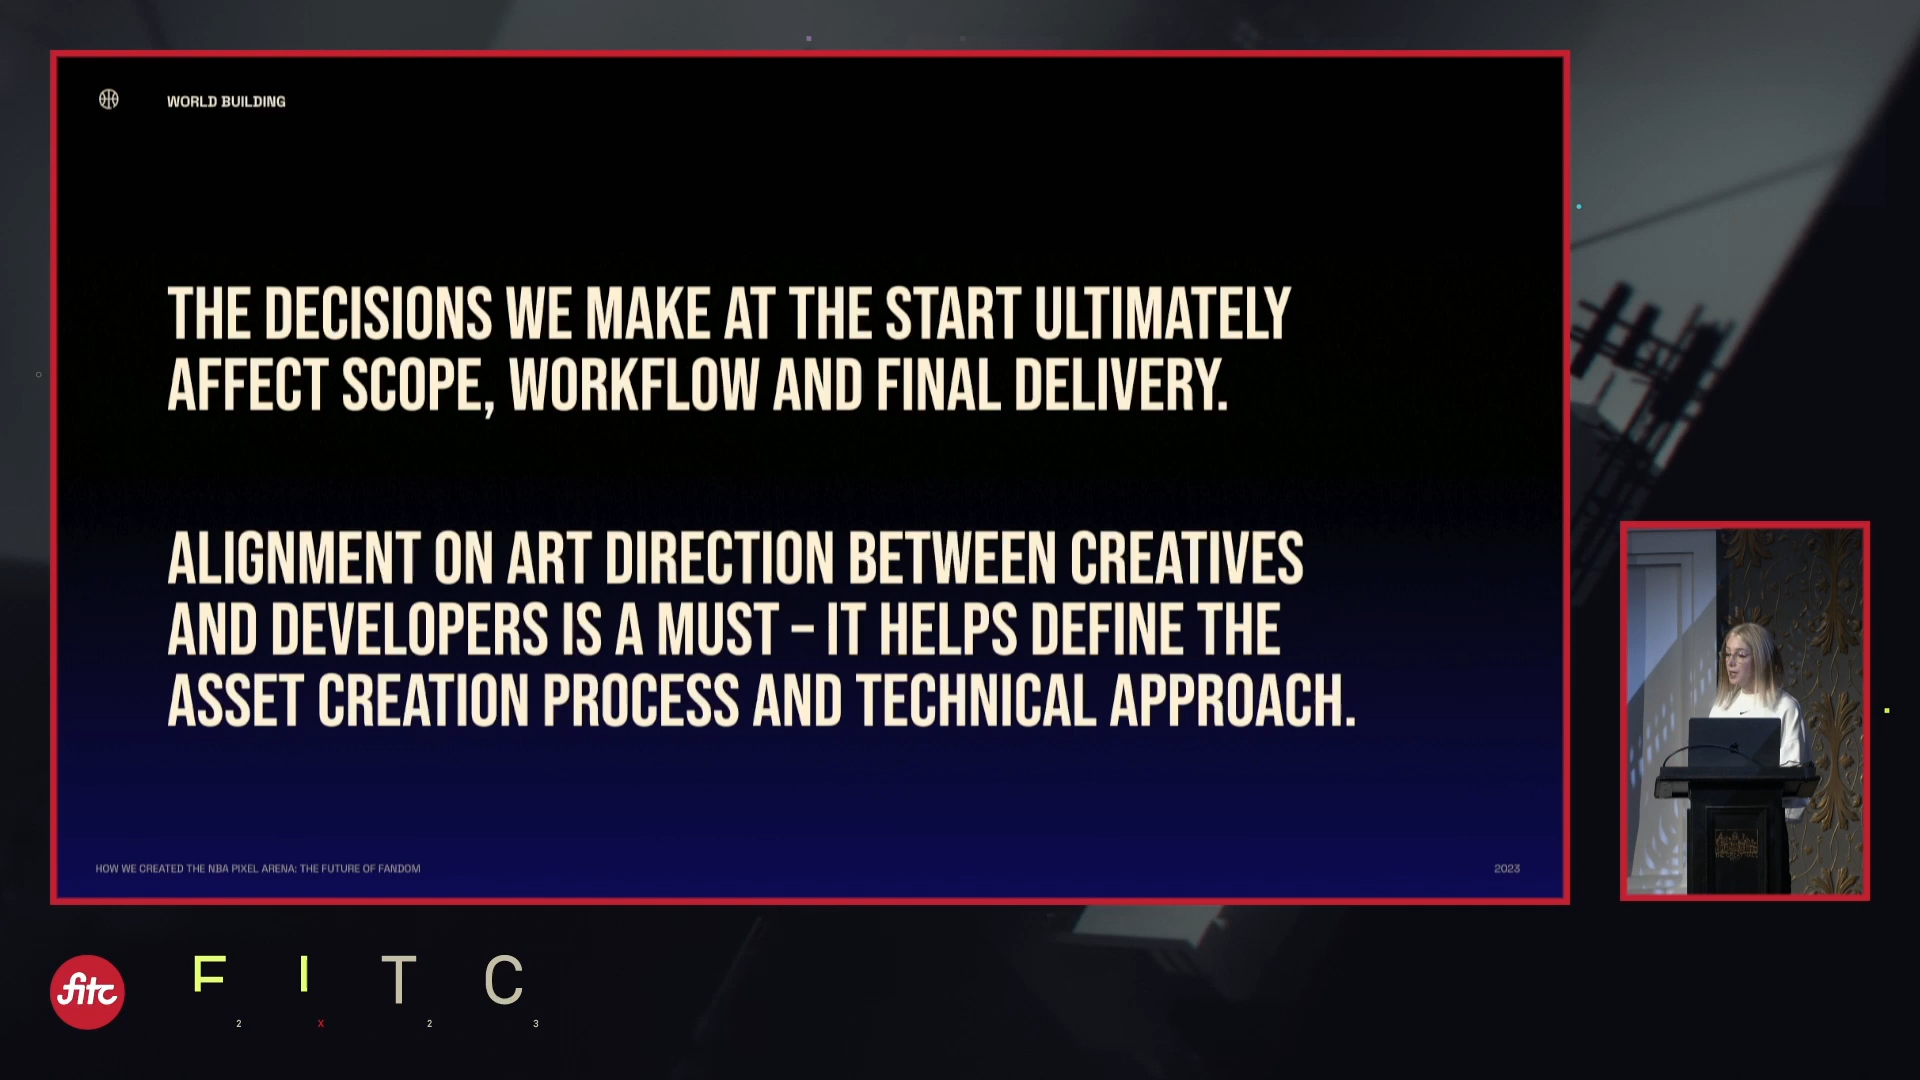 WORLD BUILDING
THE DECISIONS WE MAKE AT THE START ULTIMATELY
AFFECT SCOPE, WORKFLOW AND FINAL DELIVERY.
ALIGNMENT ON ART DIRECTION BETWEEN CREATIVES
AND DEVELOPERS IS A MUST – IT HELPS DEFINE THE
ASSET CREATION PROCESS AND TECHNICAL APPROACH.
HOW WE CREATED THE NBA PIXEL ARENA: THE FUTURE OF FANDOM
2023
fitc
F I T C
2 X 2 3